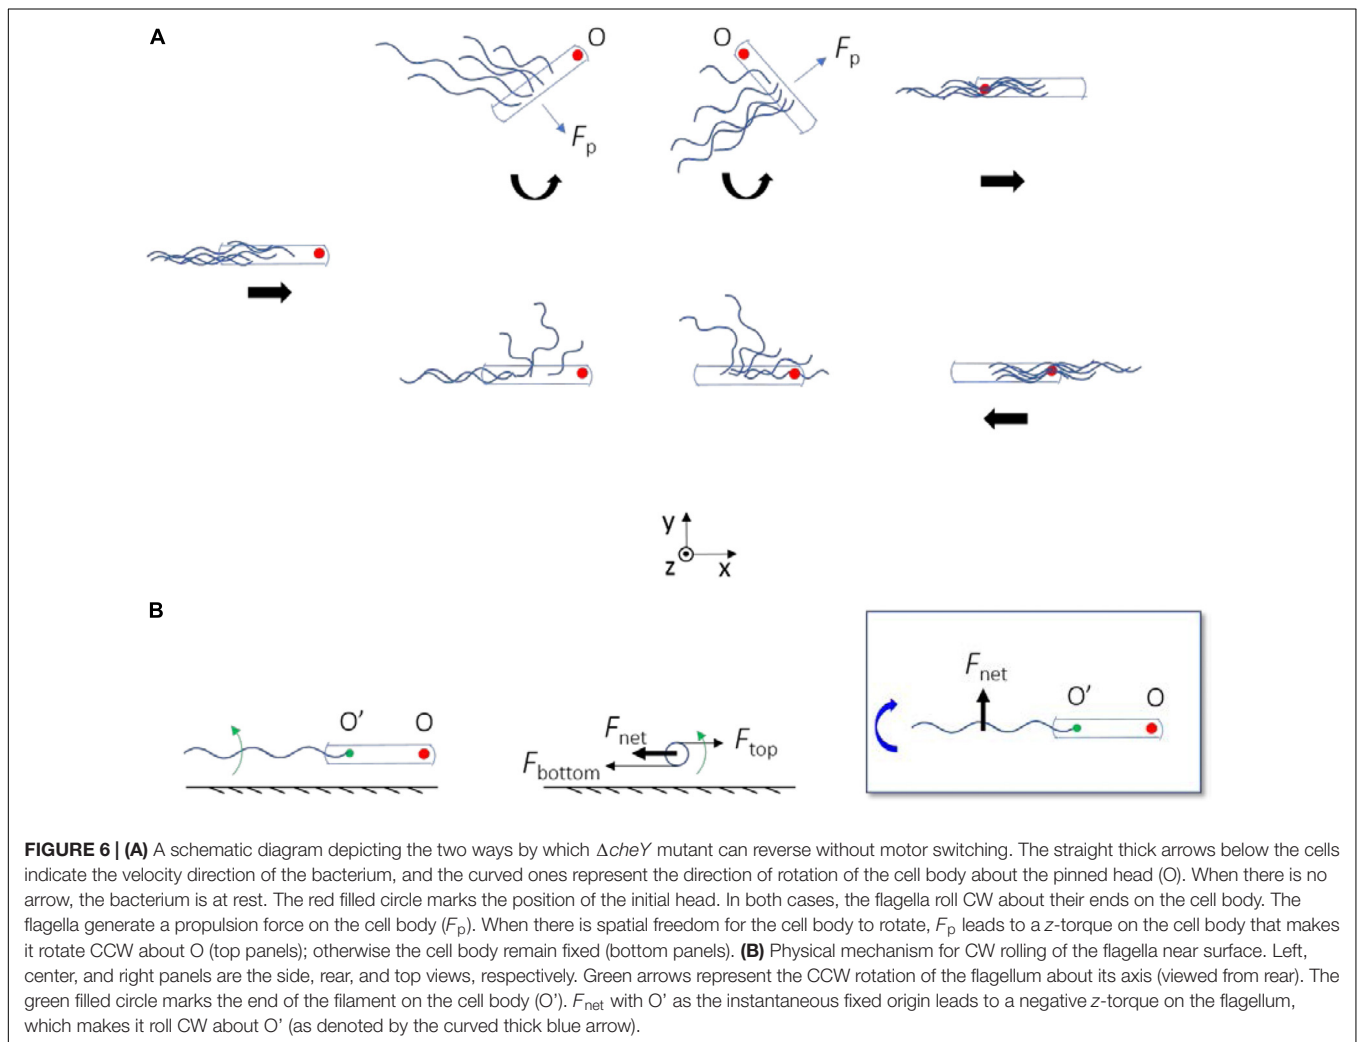 A
O
F_p
O
F_p
y
z
x
B
O'
O
F_net
F_top
F_bottom
F_net
O'
O
FIGURE 6 | (A) A schematic diagram depicting the two ways by which ΔcheY mutant can reverse without motor switching. The straight thick arrows below the cells
indicate the velocity direction of the bacterium, and the curved ones represent the direction of rotation of the cell body about the pinned head (O). When there is no
arrow, the bacterium is at rest. The red filled circle marks the position of the initial head. In both cases, the flagella roll CW about their ends on the cell body. The
flagella generate a propulsion force on the cell body (F_p). When there is spatial freedom for the cell body to rotate, F_p leads to a z-torque on the cell body that makes
it rotate CCW about O (top panels); otherwise the cell body remain fixed (bottom panels). (B) Physical mechanism for CW rolling of the flagella near surface. Left,
center, and right panels are the side, rear, and top views, respectively. Green arrows represent the CCW rotation of the flagellum about its axis (viewed from rear). The
green filled circle marks the end of the filament on the cell body (O'). F_net with O' as the instantaneous fixed origin leads to a negative z-torque on the flagellum,
which makes it roll CW about O' (as denoted by the curved thick blue arrow).